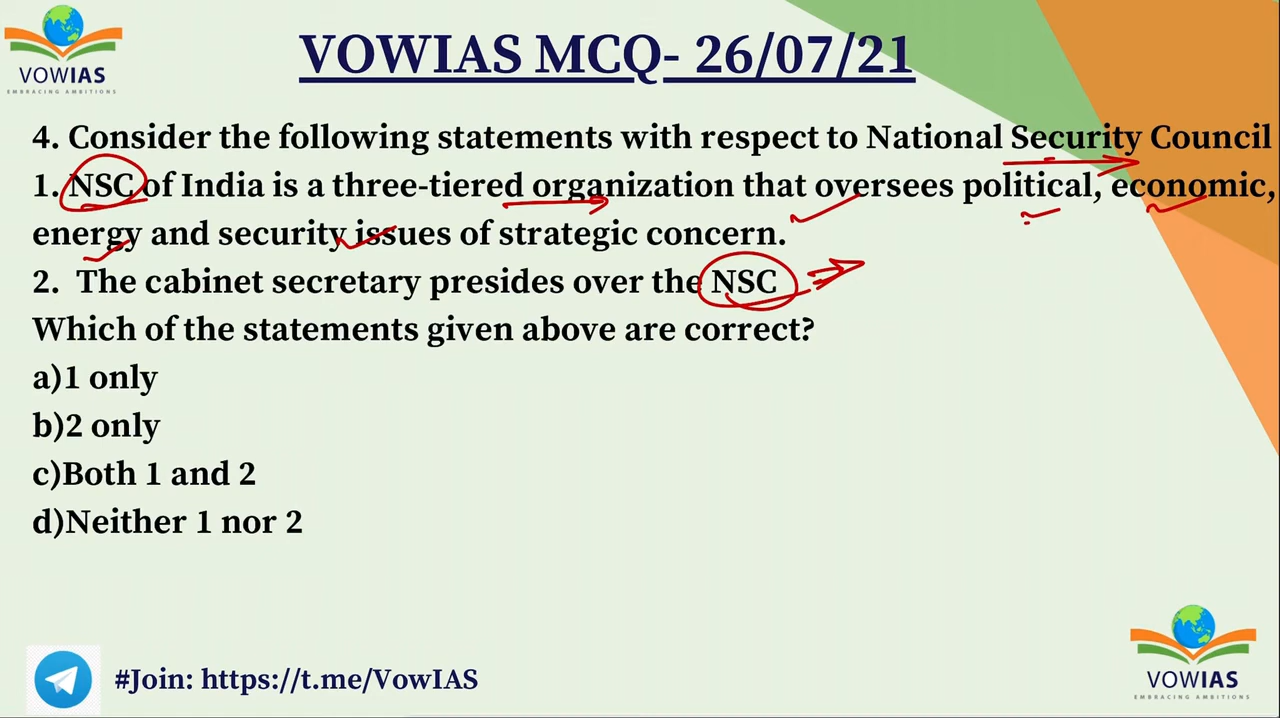 VOWIAS
EMBRACING AMBITIONS
VOWIAS MCQ- 26/07/21
4. Consider the following statements with respect to National Security Council
1. NSC of India is a three-tiered organization that oversees political, economic,
energy and security issues of strategic concern.
2. The cabinet secretary presides over the NSC
Which of the statements given above are correct?
a)1 only
b)2 only
c)Both 1 and 2
d)Neither 1 nor 2
#Join: https://t.me/VowIAS
VOWIAS
EMBRACING AMBITIONS